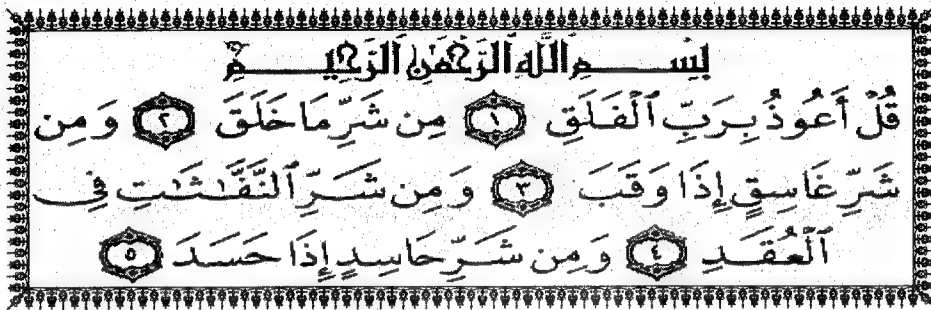 بِسْمِ ٱللَّهِ ٱلرَّحْمَٰنِ ٱلرَّحِيمِ
قُلْ أَعُوذُ بِرَبِّ ٱلْفَلَقِ ١ مِن شَرِّ مَا خَلَقَ ٢ وَمِن
شَرِّ غَاسِقٍ إِذَا وَقَبَ ٣ وَمِن شَرِّ ٱلنَّفَّٰثَٰتِ فِى
ٱلْعُقَدِ ٤ وَمِن شَرِّ حَاسِدٍ إِذَا حَسَدَ ٥